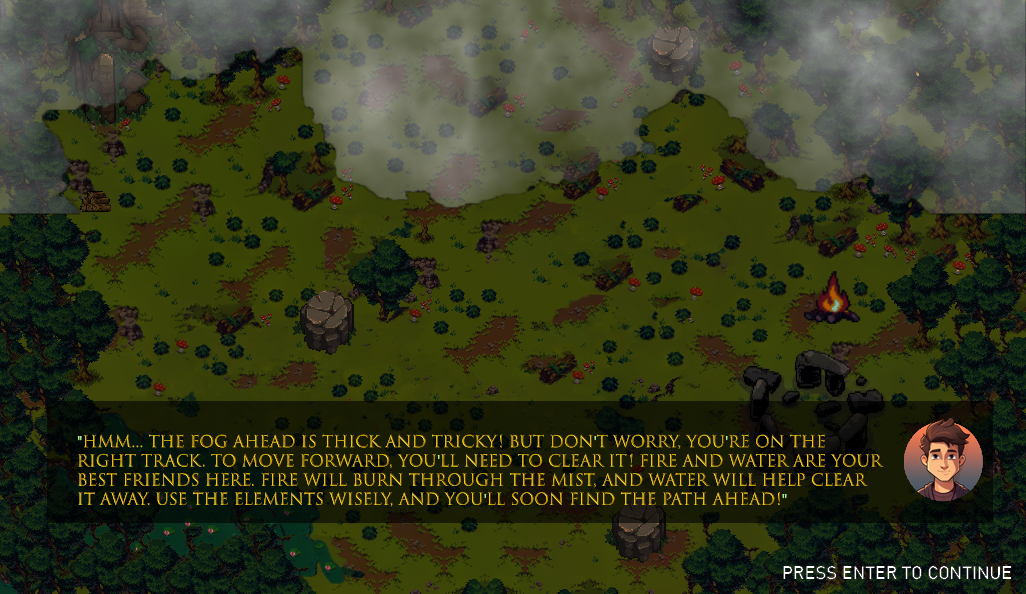 "HMM... THE FOG AHEAD IS THICK AND TRICKY! BUT DON'T WORRY, YOU'RE ON THE
RIGHT TRACK. TO MOVE FORWARD, YOU'LL NEED TO CLEAR IT! FIRE AND WATER ARE YOUR
BEST FRIENDS HERE. FIRE WILL BURN THROUGH THE MIST, AND WATER WILL HELP CLEAR
IT AWAY. USE THE ELEMENTS WISELY, AND YOU'LL SOON FIND THE PATH AHEAD!"
PRESS ENTER TO CONTINUE